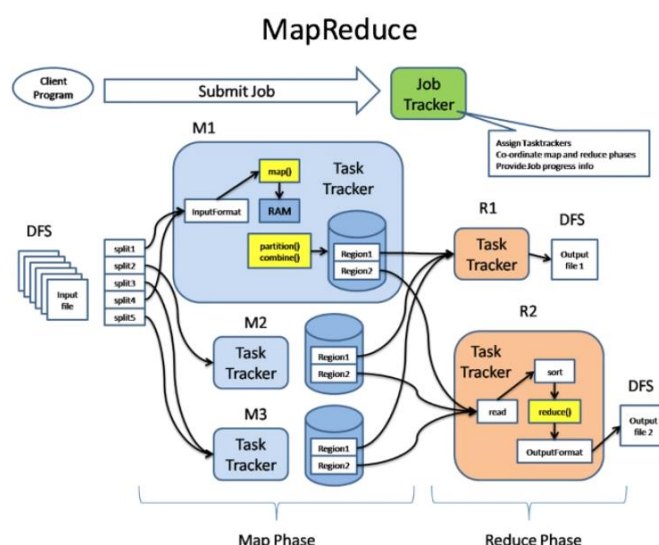 MapReduce
Client
Program
Submit Job
Job
Tracker
Assign Tasktrackers
Co-ordinate map and reduce phases
Provide Job progress info
M1
map()
Task
Tracker
InputFormat
RAM
partition()
combine()
Region1
Region2
DFS
Input
file
split1
split2
split3
split4
split5
M2
Task
Tracker
Region1
Region2
M3
Task
Tracker
Region1
Region2
R1
Task
Tracker
DFS
Output
file 1
R2
Task
Tracker
sort
read
reduce()
OutputFormat
DFS
Output
file 2
Map Phase
Reduce Phase